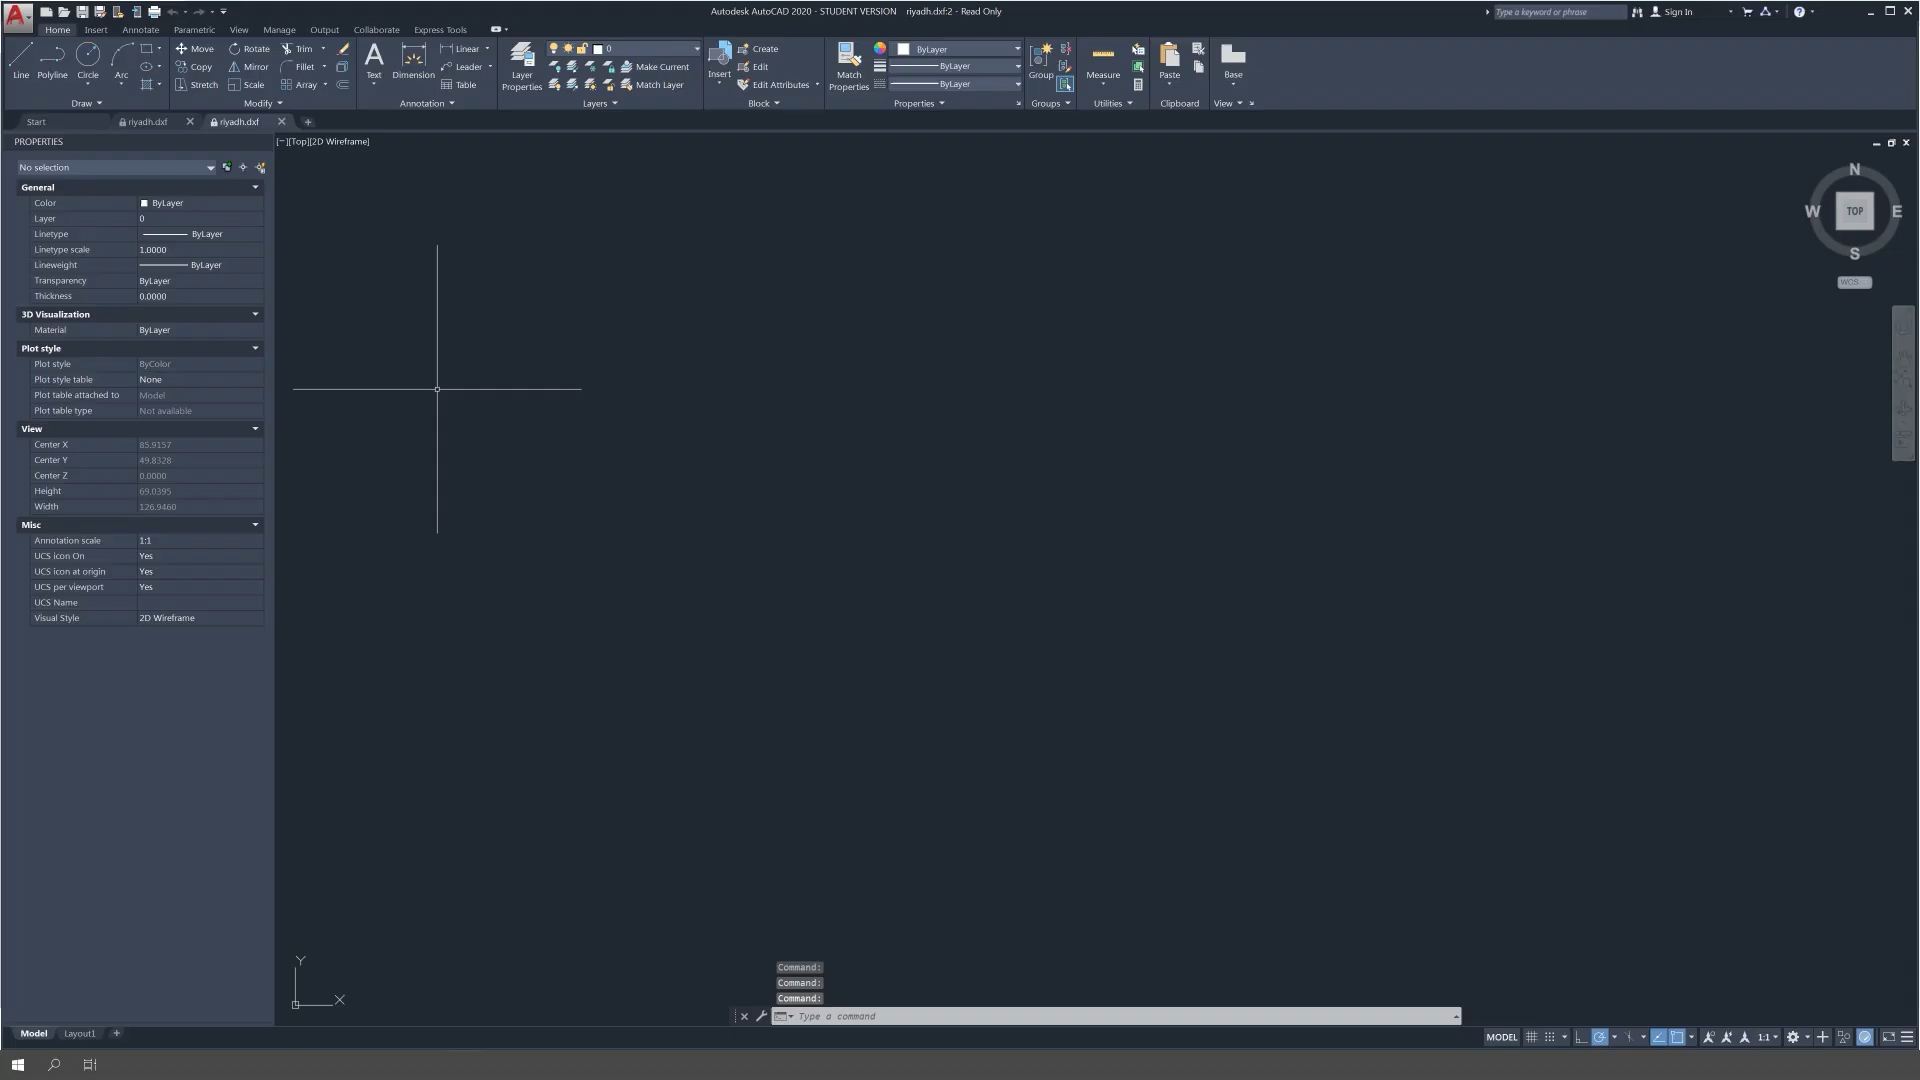 Autodesk AutoCAD 2020 - STUDENT VERSION riyadh.dxf:2 - Read Only
Type a keyword or phrase
Sign In
Home Insert Annotate Parametric View Manage Output Collaborate Express Tools
Line Polyline Circle Arc
Move Rotate Trim
Copy Mirror Fillet
Stretch Scale Array
Text Dimension
Linear
Leader
Table
Layer Properties
0
Make Current
Match Layer
Insert
Create
Edit
Edit Attributes
Match Properties
ByLayer
ByLayer
ByLayer
Group
Measure
Paste
Base
Draw Modify Annotation Layers Block Properties Groups Utilities Clipboard View
Start riyadh.dxf riyadh.dxf
PROPERTIES
[−][Top][2D Wireframe]
No selection
General
Color ByLayer
Layer 0
Linetype ByLayer
Linetype scale 1.0000
Lineweight ByLayer
Transparency ByLayer
Thickness 0.0000
3D Visualization
Material ByLayer
Plot style
Plot style ByColor
Plot style table None
Plot table attached to Model
Plot table type Not available
View
Center X 85.9157
Center Y 49.8328
Center Z 0.0000
Height 69.0395
Width 126.9460
Misc
Annotation scale 1:1
UCS icon On Yes
UCS icon at origin Yes
UCS per viewport Yes
UCS Name
Visual Style 2D Wireframe
N
W TOP E
S
WCS
Y
X
Command:
Command:
Command:
Type a command
Model Layout1
MODEL 1:1